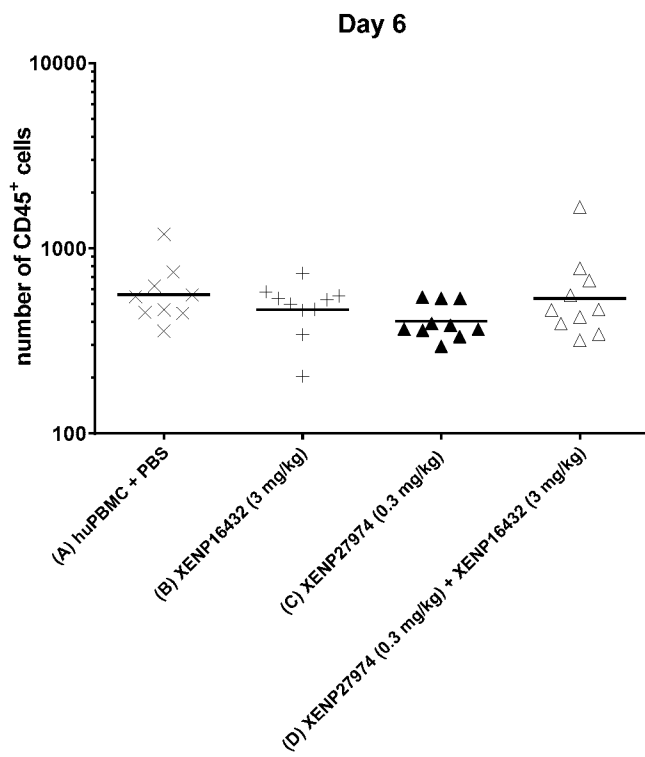 Day 6
number of CD45+ cells
10000
1000
100
(A) huPBMC + PBS
(B) XENP16432 (3 mg/kg)
(C) XENP27974 (0.3 mg/kg)
(D) XENP27974 (0.3 mg/kg) + XENP16432 (3 mg/kg)